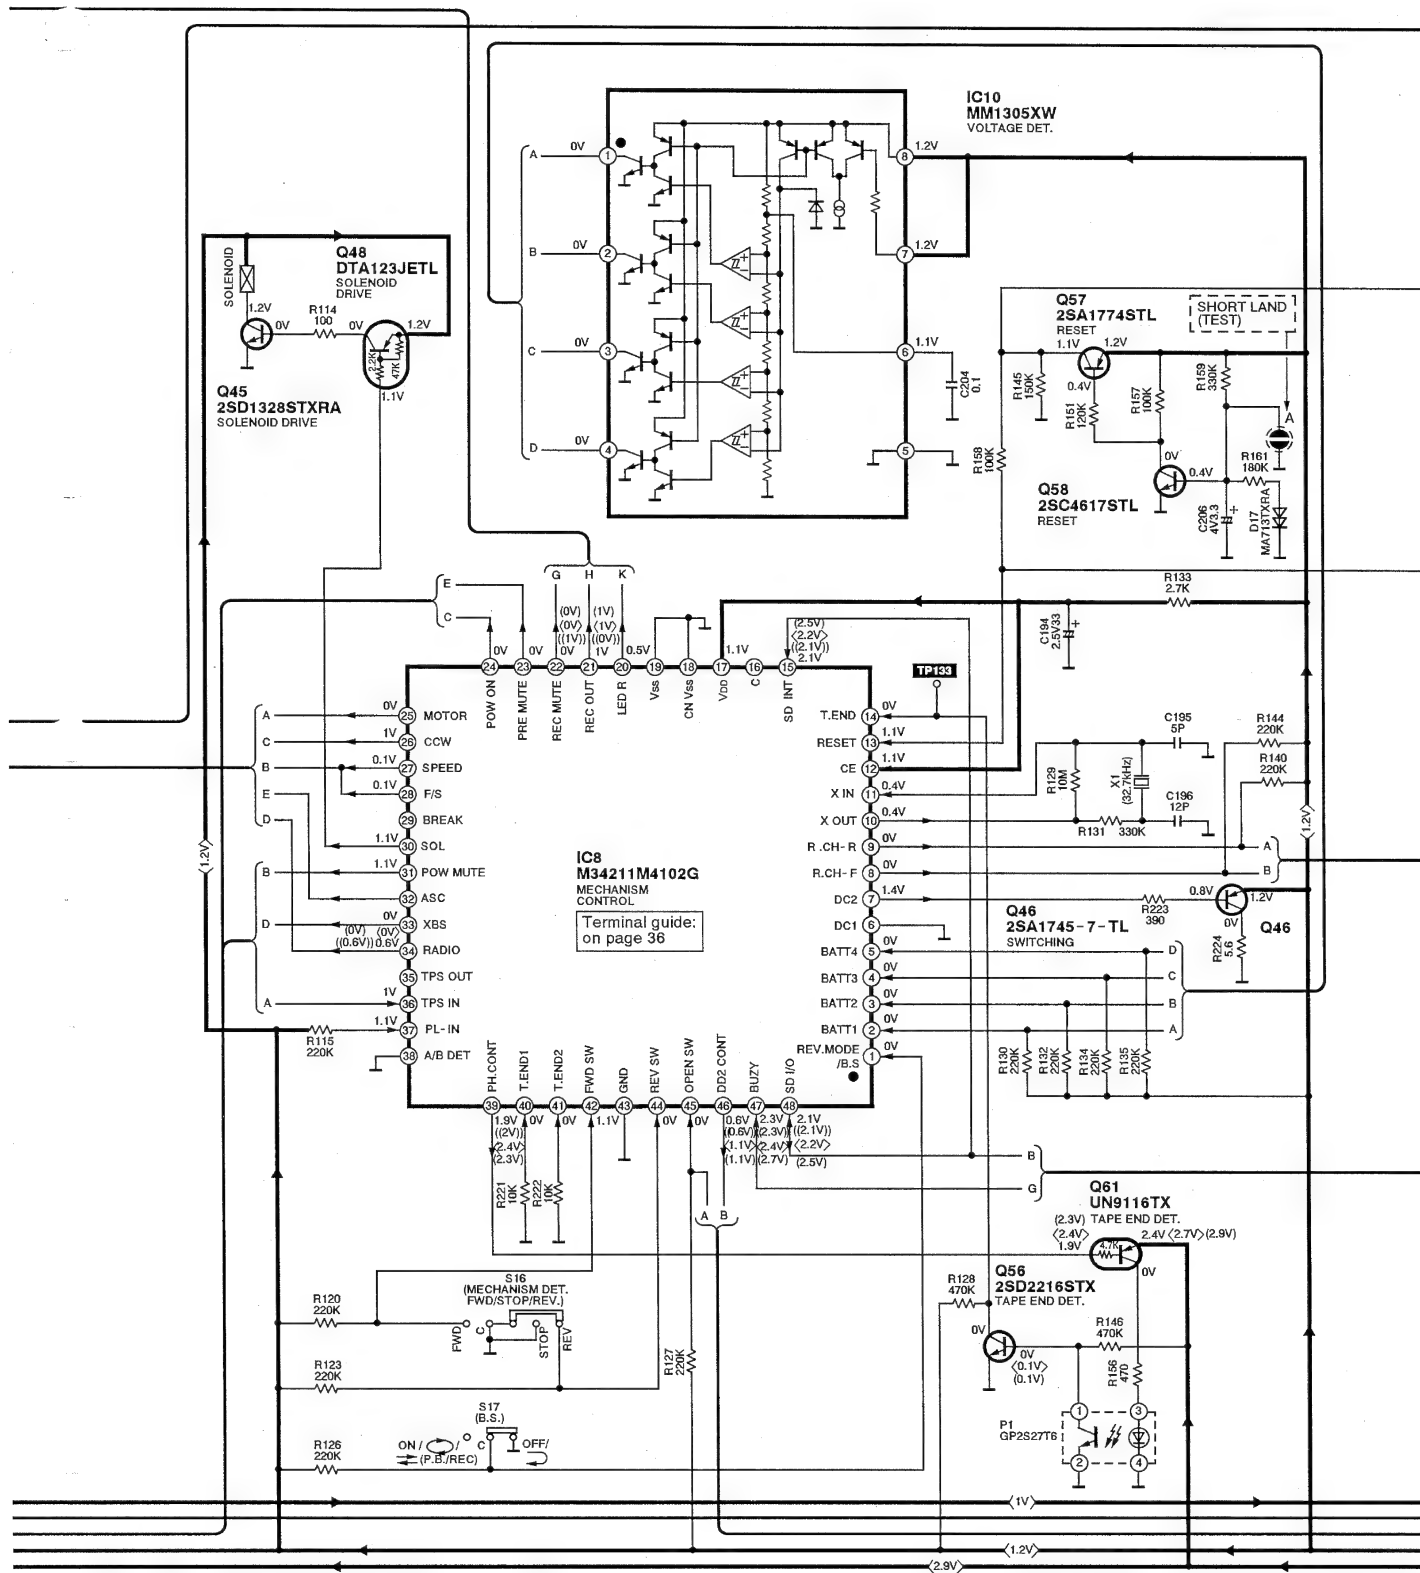 IC10
MM1305XW
VOLTAGE DET.
A 0V 1
B 0V 2
C 0V 3
D 0V 4
8 1.2V
7 1.2V
6 1.1V
5
C204
0.1
SOLENOID
Q48
DTA123JETL
SOLENOID
DRIVE
1.2V
0V
R114
100
0V
1.2V
2.2K
47K
1.1V
Q45
2SD1328STXRA
SOLENOID DRIVE
Q57
2SA1774STL
RESET
1.1V
1.2V
0.4V
SHORT LAND
(TEST)
R145
150K
R151
120K
R157
100K
R159
330K
A
R158
100K
0V
0.4V
R161
180K
Q58
2SC4617STL
RESET
C206
4V3.3
D17
MA713TXRA
R133
2.7K
C194
2.5V33
E
C
G H K
(0V)
〈0V〉
((1V))
0V
(1V)
〈1V〉
((0V))
1V
0.5V
0V
0V
1.1V
(2.5V)
〈2.2V〉
((2.1V))
2.1V
24 23 22 21 20 19 18 17 16 15
POW ON
PRE MUTE
REC MUTE
REC OUT
LED R
Vss
CN Vss
VDD
C
SD INT
TP133
A 0V 25 MOTOR
C 1V 26 CCW
B 0.1V 27 SPEED
E 0.1V 28 F/S
D 29 BREAK
1.1V 30 SOL
B 1.1V 31 POW MUTE
32 ASC
D 0V 33 XBS
(0V) 〈0V〉
((0.6V)) 0.6V 34 RADIO
35 TPS OUT
A 1V 36 TPS IN
1.1V 37 PL-IN
R115
220K
38 A/B DET
〈1.2V〉
IC8
M34211M4102G
MECHANISM
CONTROL
Terminal guide:
on page 36
T.END 14 0V
RESET 13 1.1V
CE 12 1.1V
X IN 11 0.4V
X OUT 10 0.4V
R.CH-R 9 0V
R.CH-F 8 0V
DC2 7 1.4V
DC1 6
BATT4 5 0V
BATT3 4 0V
BATT2 3 0V
BATT1 2 0V
REV.MODE
/B.S 1 0V
C195
5P
R129
10M
X1
(32.7kHz)
C196
12P
R131 330K
R144
220K
R140
220K
〈1.2V〉
A
B
0.8V
1.2V
R223
390
0V
Q46
2SA1745-7-TL
SWITCHING
Q46
R224
5.6
D
C
B
A
R130
220K
R132
220K
R134
220K
R135
220K
PH.CONT
T.END1
T.END2
FWD SW
GND
REV SW
OPEN SW
DD2 CONT
BUZY
SD I/O
39 40 41 42 43 44 45 46 47 48
1.9V
((2V))
〈2.4V〉
(2.3V)
0V
0V
1.1V
0V
0V
0.6V
((0.6V))
〈1.1V〉
(1.1V)
2.3V
((2.3V))
〈2.4V〉
(2.7V)
2.1V
((2.1V))
〈2.2V〉
(2.5V)
R221
10K
R222
10K
A B
B
G
Q61
UN9116TX
TAPE END DET.
(2.3V)
〈2.4V〉
1.9V
2.4V 〈2.7V〉 (2.9V)
4.7K
0V
S16
(MECHANISM DET.
FWD/STOP/REV.)
R120
220K
FWD
C
STOP
REV
R123
220K
R127
220K
R128
470K
Q56
2SD2216STX
TAPE END DET.
0V
0V
〈0.1V〉
(0.1V)
R146
470K
R156
470
S17
(B.S.)
R126
220K
ON / /
(P.B./REC)
C
OFF/
P1
GP2S27T6
1 3
2 4
〈1V〉
〈1.2V〉
〈2.9V〉